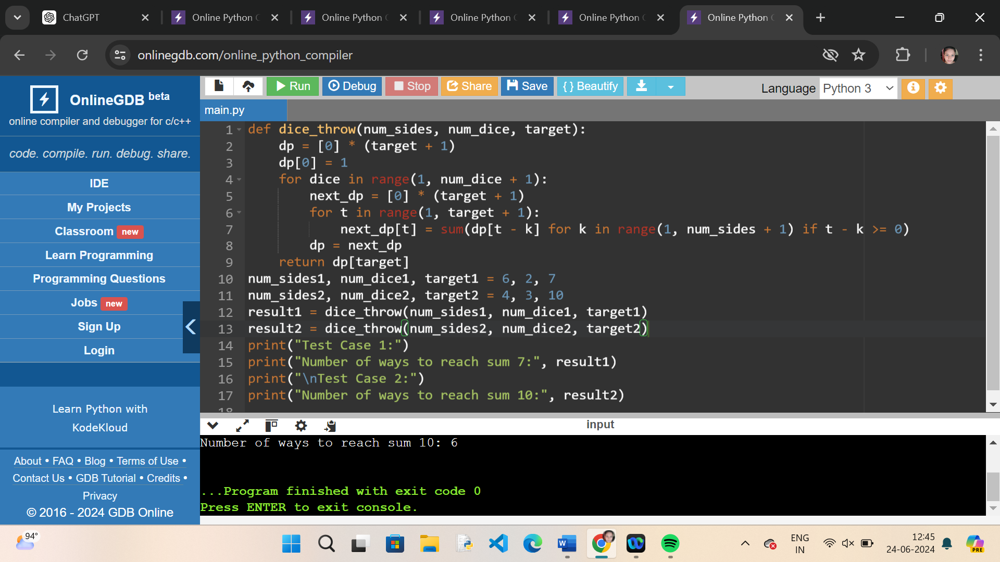 ChatGPT
Online Python C
Online Python C
Online Python C
Online Python C
Online Python C
onlinegdb.com/online_python_compiler
OnlineGDB beta
online compiler and debugger for c/c++
code. compile. run. debug. share.
IDE
My Projects
Classroom new
Learn Programming
Programming Questions
Jobs new
Sign Up
Login
Learn Python with
KodeKloud
About • FAQ • Blog • Terms of Use •
Contact Us • GDB Tutorial • Credits •
Privacy
© 2016 - 2024 GDB Online
Run Debug Stop Share Save {} Beautify
Language Python 3
main.py
1 def dice_throw(num_sides, num_dice, target):
2     dp = [0] * (target + 1)
3     dp[0] = 1
4     for dice in range(1, num_dice + 1):
5         next_dp = [0] * (target + 1)
6         for t in range(1, target + 1):
7             next_dp[t] = sum(dp[t - k] for k in range(1, num_sides + 1) if t - k >= 0)
8         dp = next_dp
9     return dp[target]
10 num_sides1, num_dice1, target1 = 6, 2, 7
11 num_sides2, num_dice2, target2 = 4, 3, 10
12 result1 = dice_throw(num_sides1, num_dice1, target1)
13 result2 = dice_throw(num_sides2, num_dice2, target2)
14 print("Test Case 1:")
15 print("Number of ways to reach sum 7:", result1)
16 print("\nTest Case 2:")
17 print("Number of ways to reach sum 10:", result2)
18
input
Number of ways to reach sum 10: 6
...Program finished with exit code 0
Press ENTER to exit console.
94°
W
ENG
IN
12:45
24-06-2024
PRE